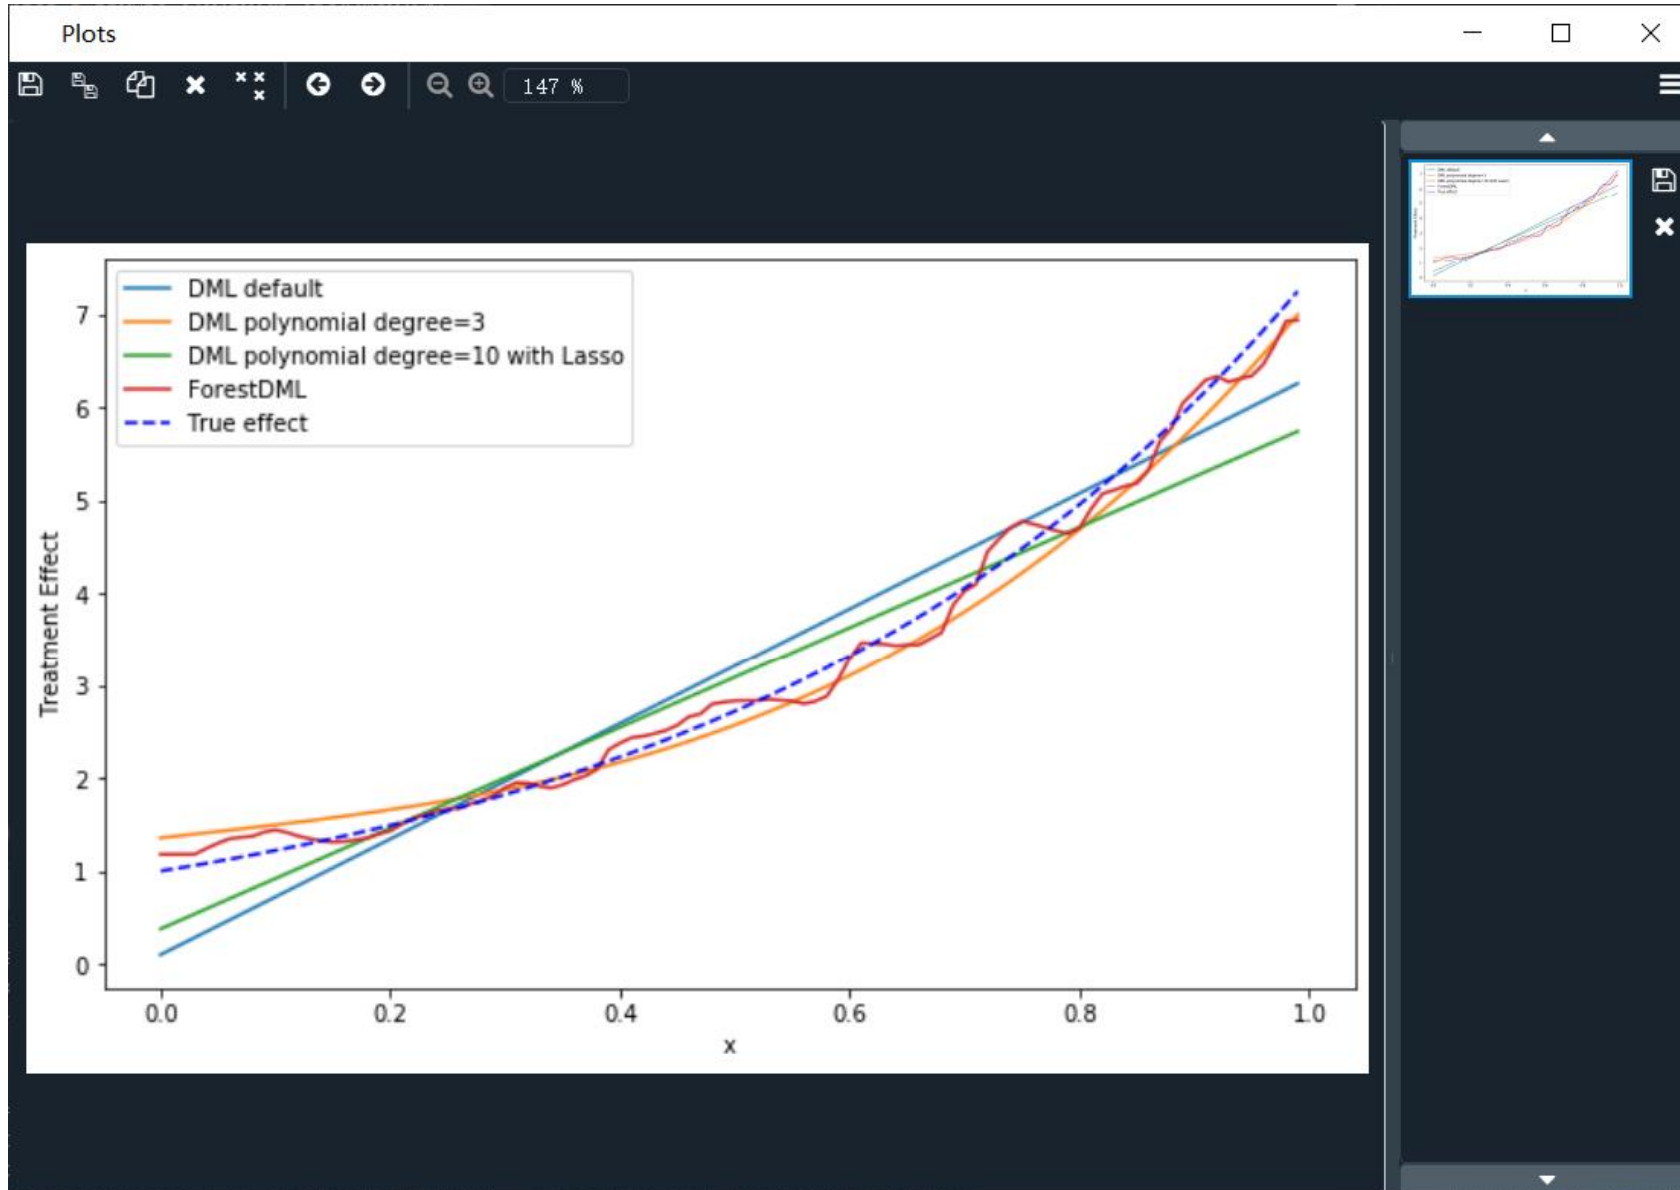 Plots
147 %
DML default
DML polynomial degree=3
DML polynomial degree=10 with Lasso
ForestDML
True effect
7
6
5
4
3
2
1
0
Treatment Effect
0.0 0.2 0.4 0.6 0.8 1.0
x